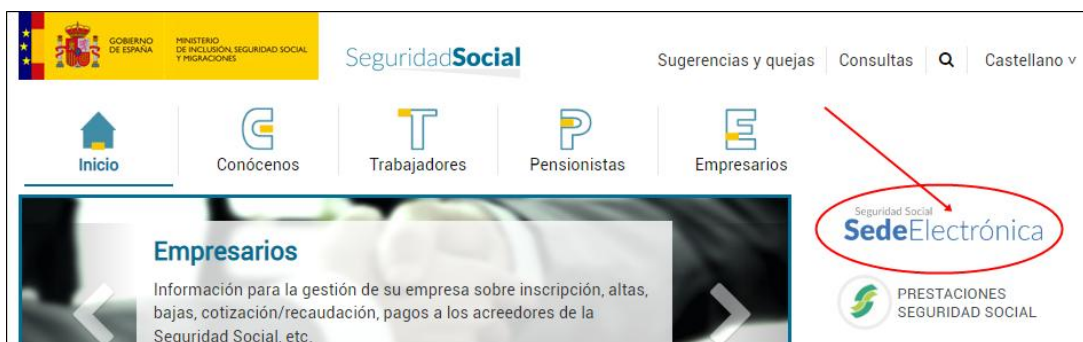 GOBIERNO
DE ESPAÑA
MINISTERIO
DE INCLUSIÓN, SEGURIDAD SOCIAL
Y MIGRACIONES
SeguridadSocial
Sugerencias y quejas
Consultas
Castellano
Inicio
Conócenos
Trabajadores
Pensionistas
Empresarios
Seguridad Social
SedeElectrónica
Empresarios
Información para la gestión de su empresa sobre inscripción, altas,
bajas, cotización/recaudación, pagos a los acreedores de la
Seguridad Social, etc.
PRESTACIONES
SEGURIDAD SOCIAL